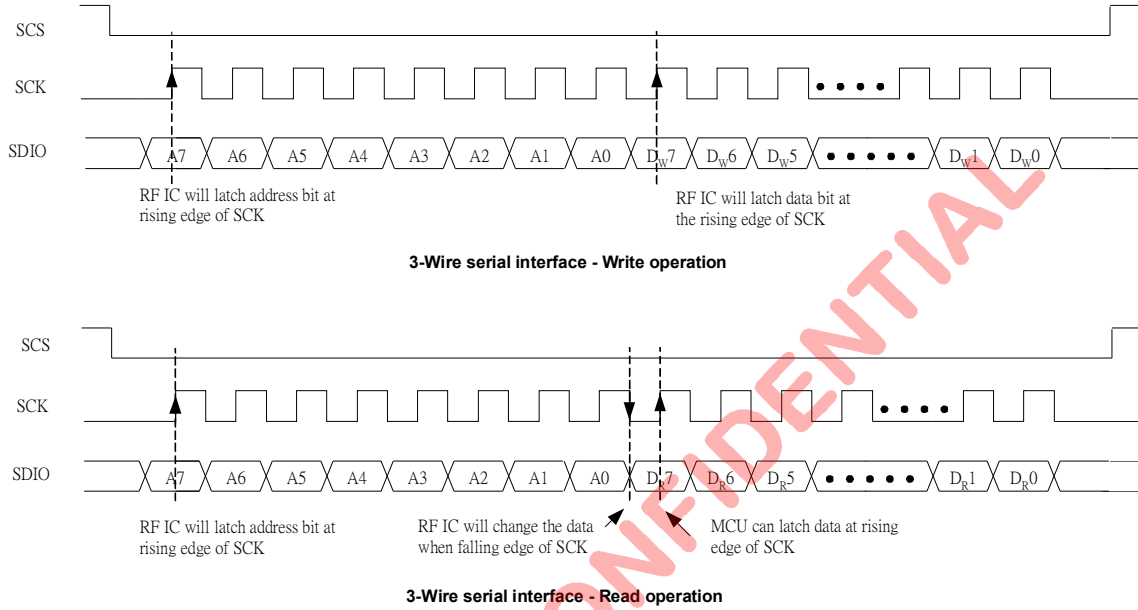 SCS
SCK
SDIO A7 A6 A5 A4 A3 A2 A1 A0 DW7 DW6 DW5 DW1 DW0
RF IC will latch address bit at
rising edge of SCK
RF IC will latch data bit at
the rising edge of SCK
3-Wire serial interface - Write operation
SCS
SCK
SDIO A7 A6 A5 A4 A3 A2 A1 A0 DR7 DR6 DR5 DR1 DR0
RF IC will latch address bit at
rising edge of SCK
RF IC will change the data
when falling edge of SCK
MCU can latch data at rising
edge of SCK
3-Wire serial interface - Read operation
ONFIDENTIAL